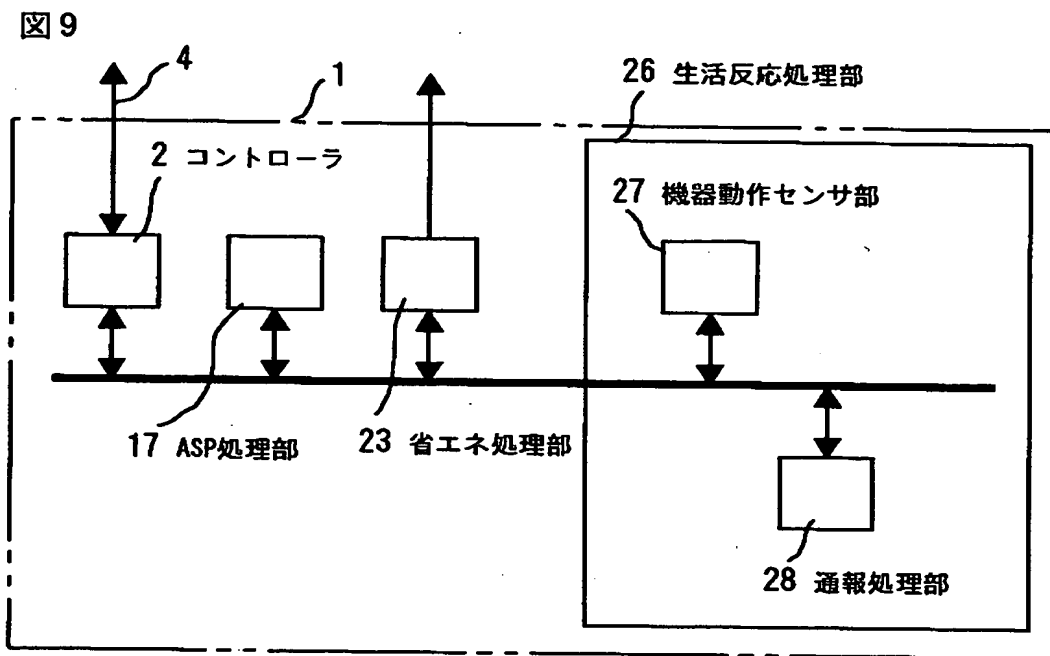 図9
4
1
26 生活反応処理部
2 コントローラ
27 機器動作センサ部
17 ASP処理部
23 省エネ処理部
28 通報処理部